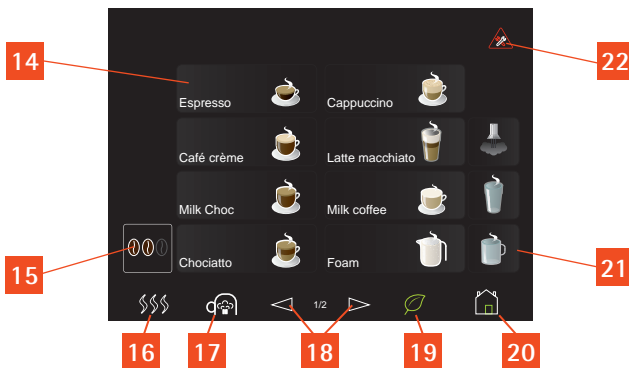 14
22
Espresso
Cappuccino
Café crème
Latte macchiato
Milk Choc
Milk coffee
Chociatto
Foam
15
21
1/2
16
17
18
19
20